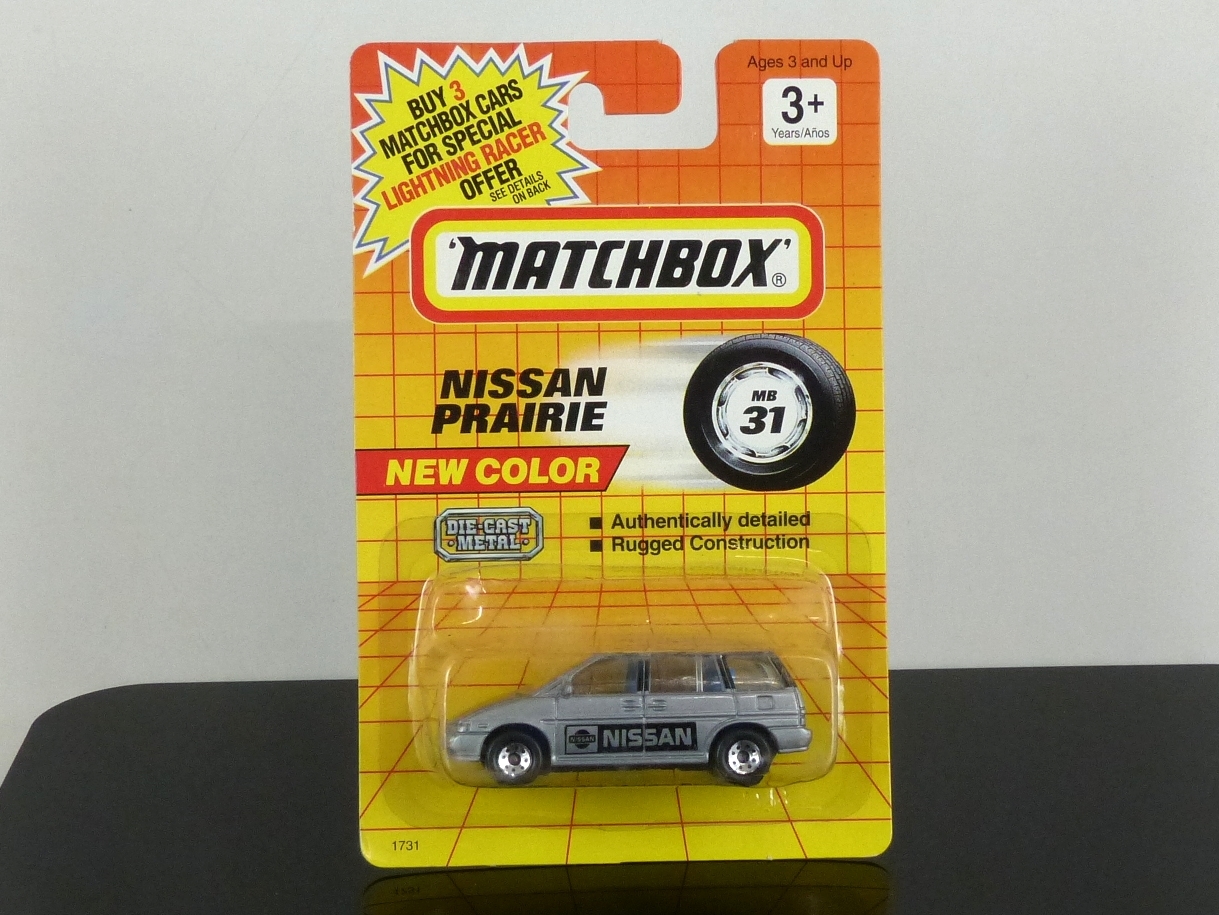 BUY 3
MATCHBOX CARS
FOR SPECIAL
LIGHTNING RACER
OFFER
SEE DETAILS
ON BACK
Ages 3 and Up
3+
Years/Años
'MATCHBOX'®
NISSAN
PRAIRIE
MB
31
NEW COLOR
DIE-CAST
METAL
■ Authentically detailed
■ Rugged Construction
NISSAN NISSAN
1731